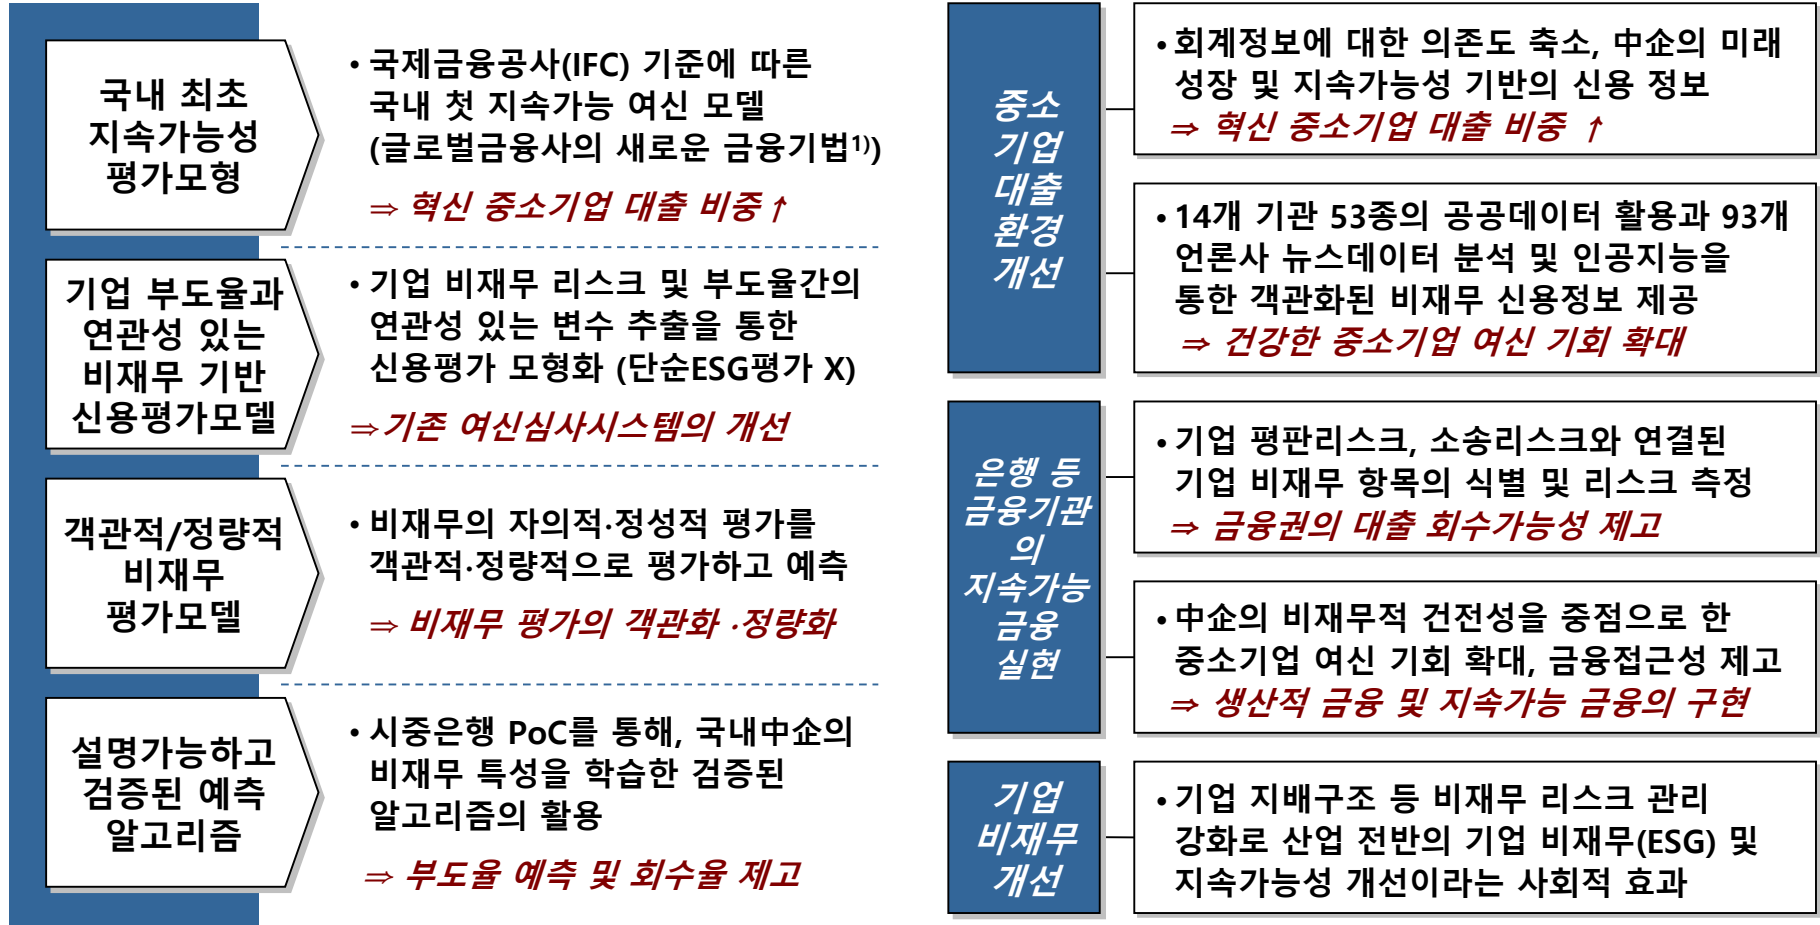 국내 최초
지속가능성
평가모형
• 국제금융공사(IFC) 기준에 따른
국내 첫 지속가능 여신 모델
(글로벌금융사의 새로운 금융기법1))
⇒ 혁신 중소기업 대출 비중↑
기업 부도율과
연관성 있는
비재무 기반
신용평가모델
• 기업 비재무 리스크 및 부도율간의
연관성 있는 변수 추출을 통한
신용평가 모형화 (단순ESG평가 X)
⇒기존 여신심사시스템의 개선
객관적/정량적
비재무
평가모델
• 비재무의 자의적·정성적 평가를
객관적·정량적으로 평가하고 예측
⇒ 비재무 평가의 객관화 ·정량화
설명가능하고
검증된 예측
알고리즘
• 시중은행 PoC를 통해, 국내中企의
비재무 특성을 학습한 검증된
알고리즘의 활용
⇒ 부도율 예측 및 회수율 제고
중소
기업
대출
환경
개선
• 회계정보에 대한 의존도 축소, 中企의 미래
성장 및 지속가능성 기반의 신용 정보
⇒ 혁신 중소기업 대출 비중 ↑
• 14개 기관 53종의 공공데이터 활용과 93개
언론사 뉴스데이터 분석 및 인공지능을
통한 객관화된 비재무 신용정보 제공
⇒ 건강한 중소기업 여신 기회 확대
은행 등
금융기관
의
지속가능
금융
실현
• 기업 평판리스크, 소송리스크와 연결된
기업 비재무 항목의 식별 및 리스크 측정
⇒ 금융권의 대출 회수가능성 제고
• 中企의 비재무적 건전성을 중점으로 한
중소기업 여신 기회 확대, 금융접근성 제고
⇒ 생산적 금융 및 지속가능 금융의 구현
기업
비재무
개선
• 기업 지배구조 등 비재무 리스크 관리
강화로 산업 전반의 기업 비재무(ESG) 및
지속가능성 개선이라는 사회적 효과